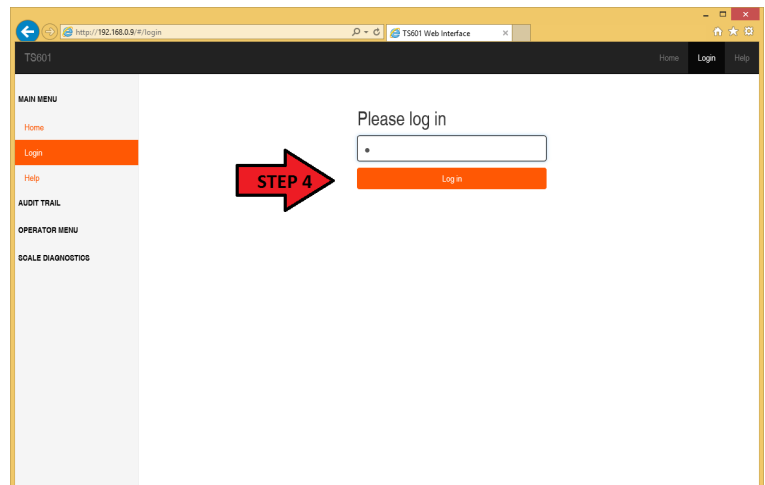 http://192.168.0.9/#/login
TS601 Web Interface
TS601
Home
Login
Help
MAIN MENU
Home
Login
Help
AUDIT TRAIL
OPERATOR MENU
SCALE DIAGNOSTICS
Please log in
STEP 4
Log in